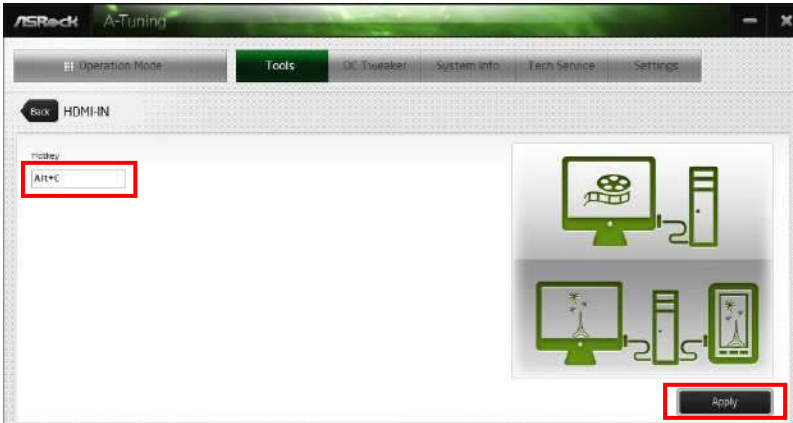 ASRock A-Tuning
Operation Mode Tools OC Tweaker System Info Tech Service Settings
Back HDMI-IN
Hotkey
Alt+C
Apply